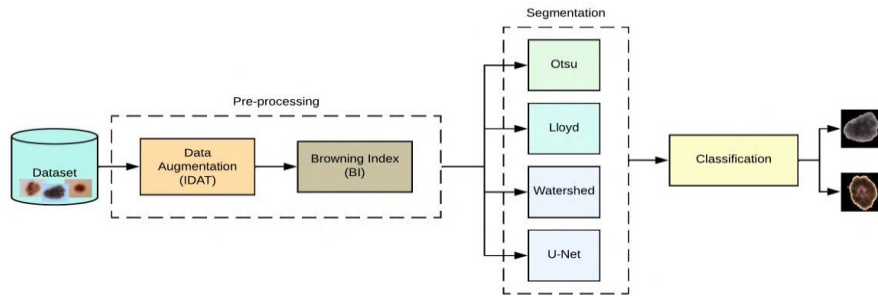 Segmentation
Pre-processing
Dataset
Data
Augmentation
(IDAT)
Browning Index
(BI)
Otsu
Lloyd
Watershed
U-Net
Classification